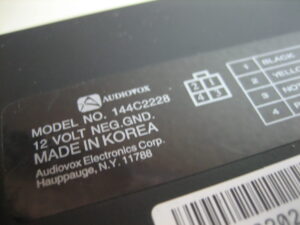 AUDIOVOX
MODEL NO. 144C2228
12 VOLT NEG.GND.
MADE IN KOREA
Audiovox Electronics Corp.
Hauppauge, N.Y. 11788
2 1
4 3
1 BLACK
2 YELLO
3 NOT
4